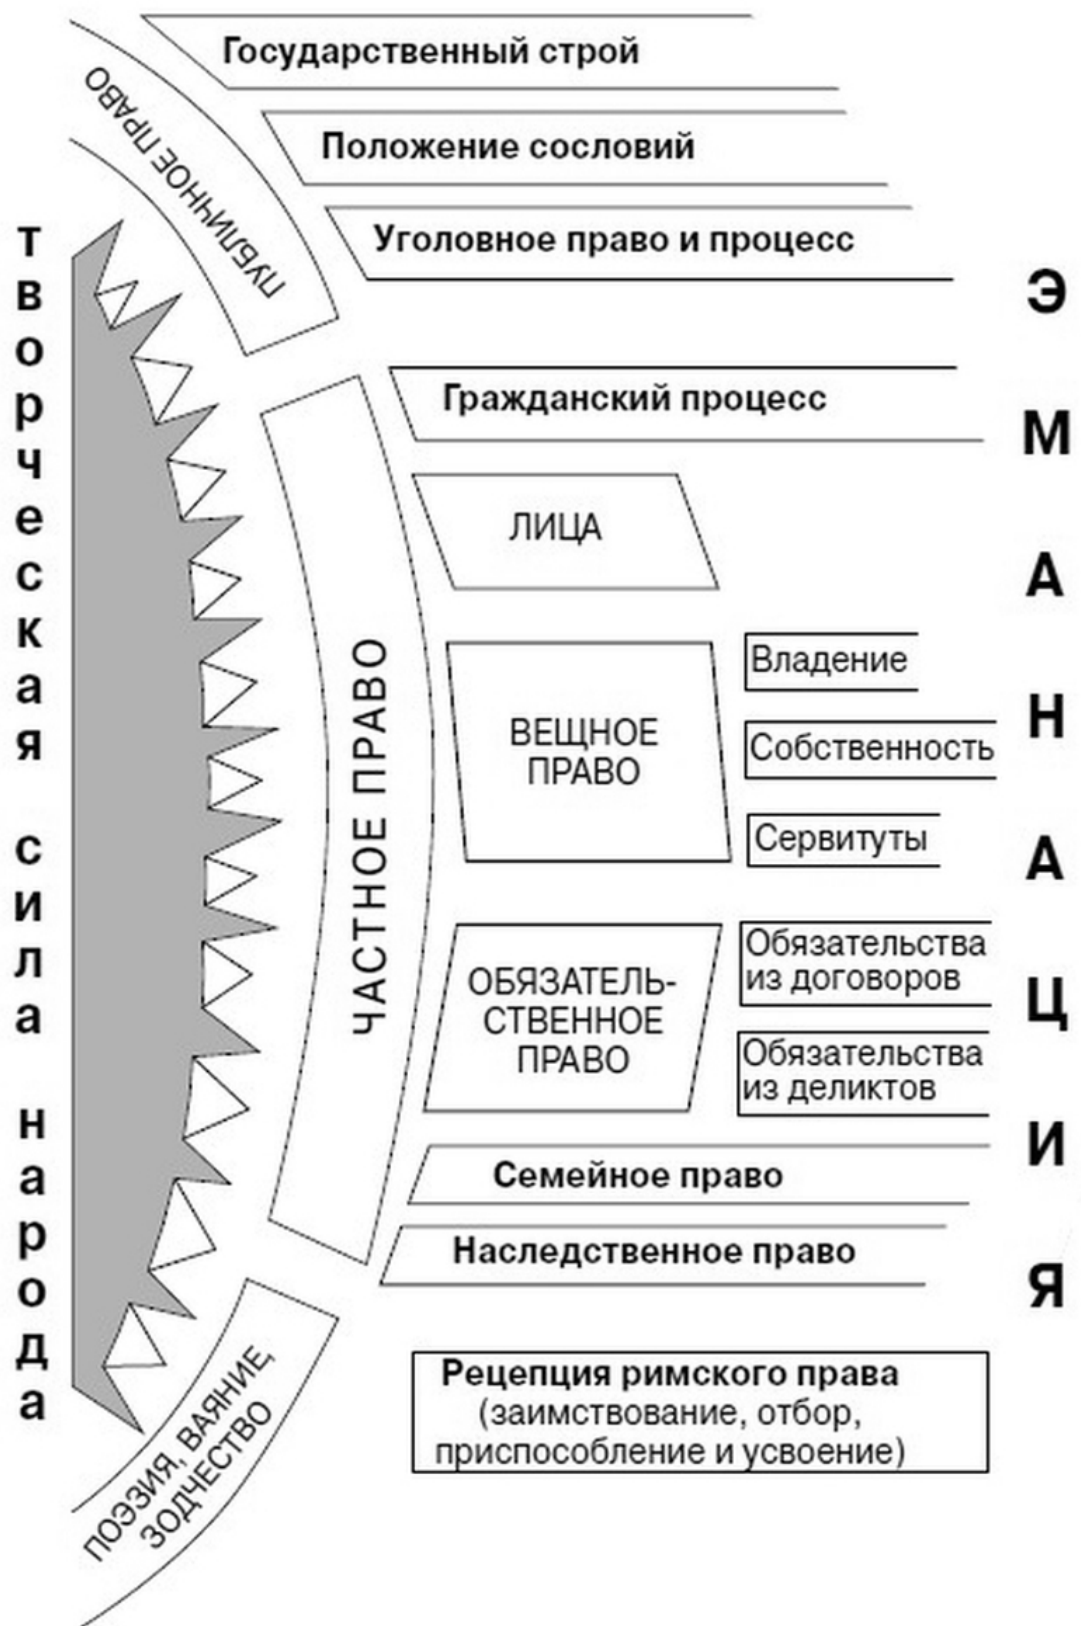 творческая сила народа
ПУБЛИЧНОЕ ПРАВО
Государственный строй
Положение сословий
Уголовное право и процесс
ЧАСТНОЕ ПРАВО
Гражданский процесс
ЛИЦА
ВЕЩНОЕ
ПРАВО
Владение
Собственность
Сервитуты
ОБЯЗАТЕЛЬ-
СТВЕННОЕ
ПРАВО
Обязательства
из договоров
Обязательства
из деликтов
Семейное право
Наследственное право
ПОЭЗИЯ, ВАЯНИЕ,
ЗОДЧЕСТВО
Рецепция римского права
(заимствование, отбор,
приспособление и усвоение)
ЭМАНАЦИЯ